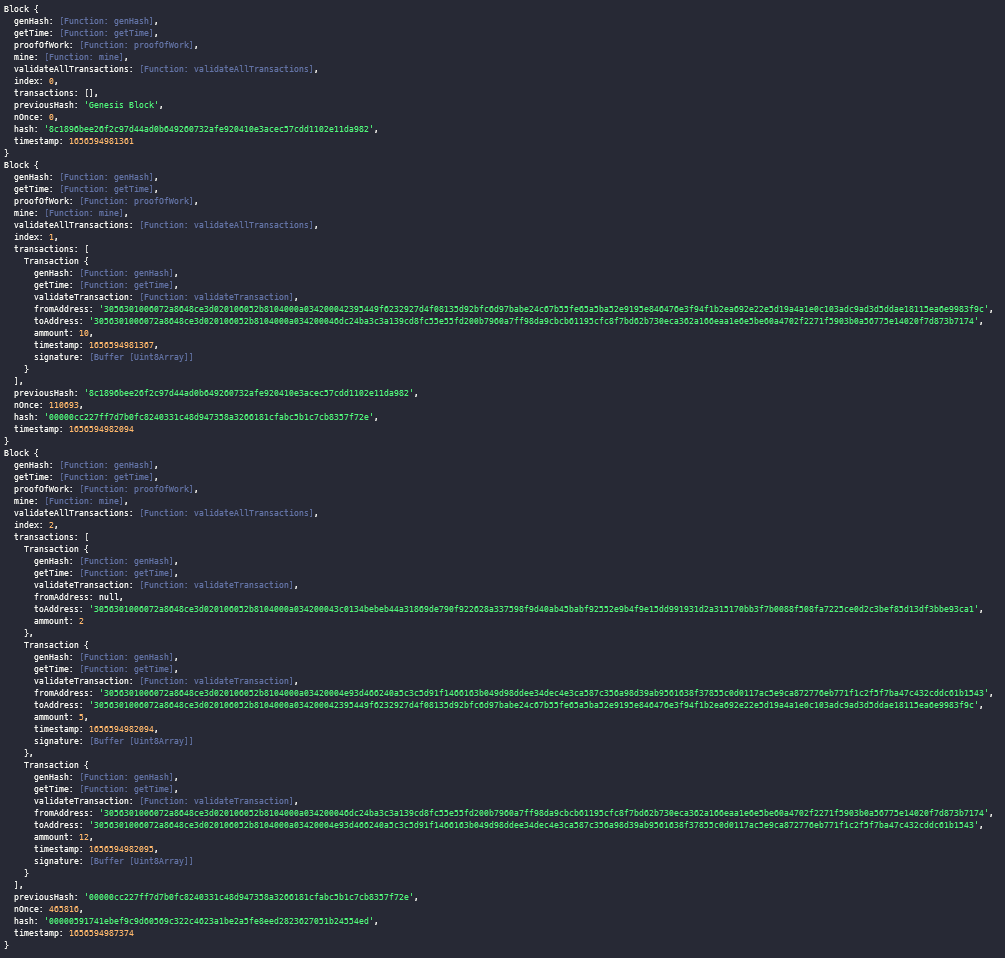 Block {
genHash: [Function: genHash],
getTime: [Function: getTime],
proofOfWork: [Function: proofOfWork],
mine: [Function: mine],
validateAllTransactions: [Function: validateAllTransactions],
index: 0,
transactions: [],
previousHash: 'Genesis Block',
nOnce: 0,
hash: '8c1896bee26f2c97d44ad0b649260732afe920410e3acec57cdd1102e11da982',
timestamp: 1656594981361
}
Block {
genHash: [Function: genHash],
getTime: [Function: getTime],
proofOfWork: [Function: proofOfWork],
mine: [Function: mine],
validateAllTransactions: [Function: validateAllTransactions],
index: 1,
transactions: [
Transaction {
genHash: [Function: genHash],
getTime: [Function: getTime],
validateTransaction: [Function: validateTransaction],
fromAddress: '3056301006072a8648ce3d020106052b8104000a034200042395449f6232927d4f08135d92bfc6d97babe24c67b55fe65a5ba52e9195e846476e3f94f1b2ea692e22e5d19a4a1e0c103adc9ad3d5ddae18115ea6e9983f9c',
toAddress: '3056301006072a8648ce3d020106052b8104000a034200046dc24ba3c3a139cd8fc55e55fd200b7960a7ff98da9cbcb61195cfc8f7bd62b730eca362a166eaa1e6e5be60a4702f2271f5903b0a56775e14020f7d873b7174',
ammount: 10,
timestamp: 1656594981367,
signature: [Buffer [Uint8Array]]
}
],
previousHash: '8c1896bee26f2c97d44ad0b649260732afe920410e3acec57cdd1102e11da982',
nOnce: 110693,
hash: '00000cc227ff7d7b0fc8240331c48d947358a3266181cfabc5b1c7cb8357f72e',
timestamp: 1656594982094
}
Block {
genHash: [Function: genHash],
getTime: [Function: getTime],
proofOfWork: [Function: proofOfWork],
mine: [Function: mine],
validateAllTransactions: [Function: validateAllTransactions],
index: 2,
transactions: [
Transaction {
genHash: [Function: genHash],
getTime: [Function: getTime],
validateTransaction: [Function: validateTransaction],
fromAddress: null,
toAddress: '3056301006072a8648ce3d020106052b8104000a034200043c0134bebeb44a31869de790f922628a337598f9d40ab45babf92552e9b4f9e15dd991931d2a315170bb3f7b0088f508fa7225ce0d2c3bef85d13df3bbe93ca1',
ammount: 2
},
Transaction {
genHash: [Function: genHash],
getTime: [Function: getTime],
validateTransaction: [Function: validateTransaction],
fromAddress: '3056301006072a8648ce3d020106052b8104000a03420004e93d466240a5c3c5d91f1466163b049d98ddee34dec4e3ca587c356a98d39ab9561638f37855c0d0117ac5e9ca872776eb771f1c2f5f7ba47c432cddc61b1543',
toAddress: '3056301006072a8648ce3d020106052b8104000a034200042395449f6232927d4f08135d92bfc6d97babe24c67b55fe65a5ba52e9195e846476e3f94f1b2ea692e22e5d19a4a1e0c103adc9ad3d5ddae18115ea6e9983f9c',
ammount: 5,
timestamp: 1656594982094,
signature: [Buffer [Uint8Array]]
},
Transaction {
genHash: [Function: genHash],
getTime: [Function: getTime],
validateTransaction: [Function: validateTransaction],
fromAddress: '3056301006072a8648ce3d020106052b8104000a034200046dc24ba3c3a139cd8fc55e55fd200b7960a7ff98da9cbcb61195cfc8f7bd62b730eca362a166eaa1e6e5be60a4702f2271f5903b0a56775e14020f7d873b7174',
toAddress: '3056301006072a8648ce3d020106052b8104000a03420004e93d466240a5c3c5d91f1466163b049d98ddee34dec4e3ca587c356a98d39ab9561638f37855c0d0117ac5e9ca872776eb771f1c2f5f7ba47c432cddc61b1543',
ammount: 12,
timestamp: 1656594982095,
signature: [Buffer [Uint8Array]]
}
],
previousHash: '00000cc227ff7d7b0fc8240331c48d947358a3266181cfabc5b1c7cb8357f72e',
nOnce: 465816,
hash: '00000591741ebef9c9d60569c322c4623a1be2a5fe8eed2823627051b24554ed',
timestamp: 1656594987374
}